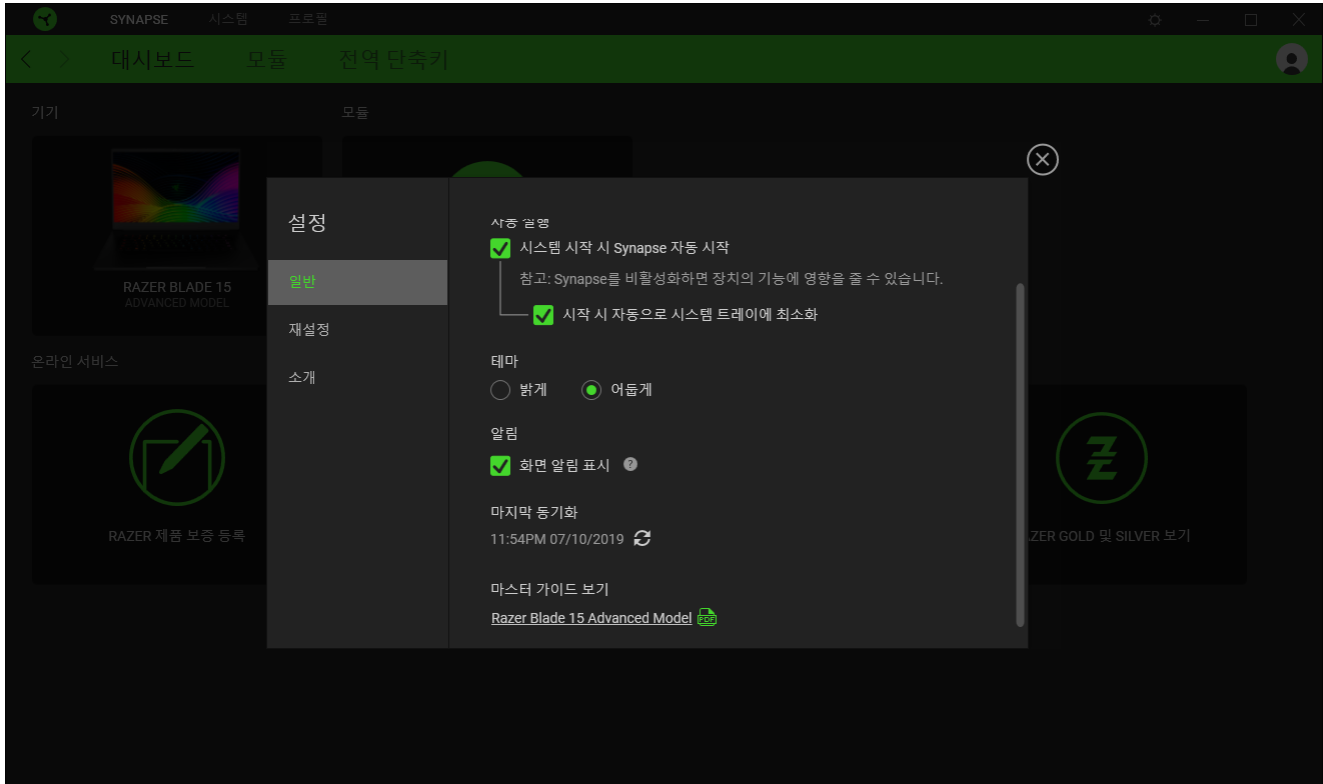 SYNAPSE 시스템 프로필
대시보드 모듈 전역 단축키
기기 모듈
RAZER BLADE 15
ADVANCED MODEL
온라인 서비스
RAZER 제품 보증 등록
ZER GOLD 및 SILVER 보기
설정
일반
재설정
소개
자동 실행
시스템 시작 시 Synapse 자동 시작
참고: Synapse를 비활성화하면 장치의 기능에 영향을 줄 수 있습니다.
시작 시 자동으로 시스템 트레이에 최소화
테마
밝게 어둡게
알림
화면 알림 표시 ?
마지막 동기화
11:54PM 07/10/2019
마스터 가이드 보기
Razer Blade 15 Advanced Model PDF